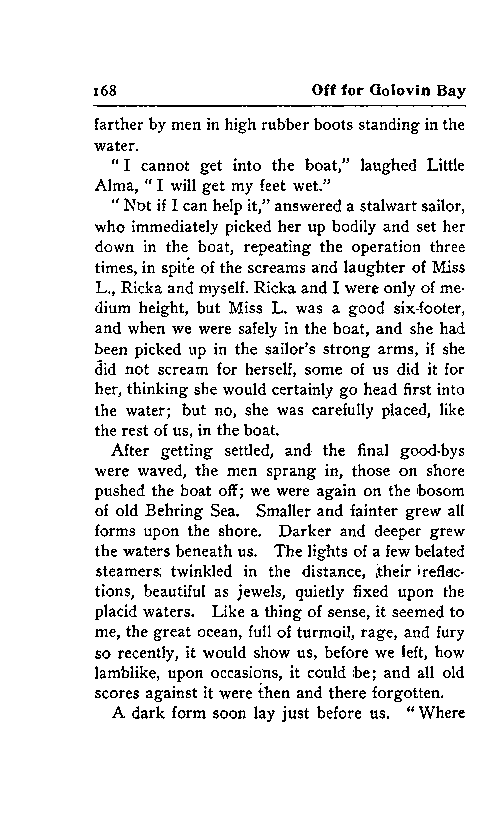 168 Off for Golovin Bay
farther by men in high rubber boots standing in the
water.
"I cannot get into the boat," laughed Little
Alma, "I will get my feet wet."
"Not if I can help it," answered a stalwart sailor,
who immediately picked her up bodily and set her
down in the boat, repeating the operation three
times, in spite of the screams and laughter of Miss
L., Ricka and myself. Ricka and I were only of me-
dium height, but Miss L. was a good six-footer,
and when we were safely in the boat, and she had
been picked up in the sailor's strong arms, if she
did not scream for herself, some of us did it for
her, thinking she would certainly go head first into
the water; but no, she was carefully placed, like
the rest of us, in the boat.
After getting settled, and the final good-bys
were waved, the men sprang in, those on shore
pushed the boat off; we were again on the bosom
of old Behring Sea. Smaller and fainter grew all
forms upon the shore. Darker and deeper grew
the waters beneath us. The lights of a few belated
steamers twinkled in the distance, their reflec-
tions, beautiful as jewels, quietly fixed upon the
placid waters. Like a thing of sense, it seemed to
me, the great ocean, full of turmoil, rage, and fury
so recently, it would show us, before we left, how
lamblike, upon occasions, it could be; and all old
scores against it were then and there forgotten.
A dark form soon lay just before us. "Where